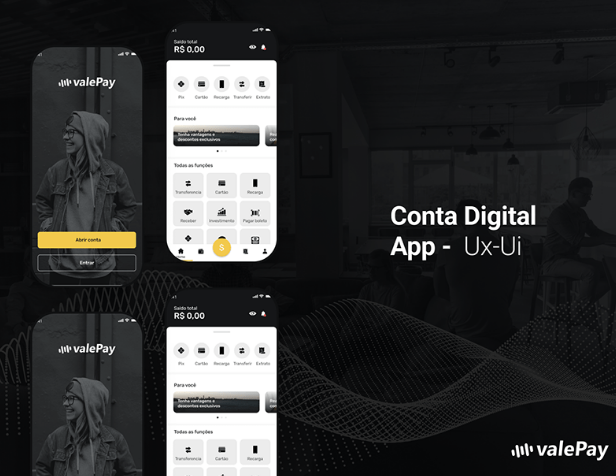 valePay
Abrir conta
Entrar
Saldo total
R$ 0.00
Pix Cartão Recarga Transferir Extrato
Para você
Tenha vantagens e
descontos exclusivos
Todas as funções
Transferencia Cartão Recarga
Receber Investimento Pagar boleto
$
Conta Digital
App - Ux-Ui
valePay
Saldo total
R$ 0.00
Pix Cartão Recarga Transferir Extrato
Para você
Tenha vantagens e
descontos exclusivos
Todas as funções
Transferencia Cartão Recarga
valePay